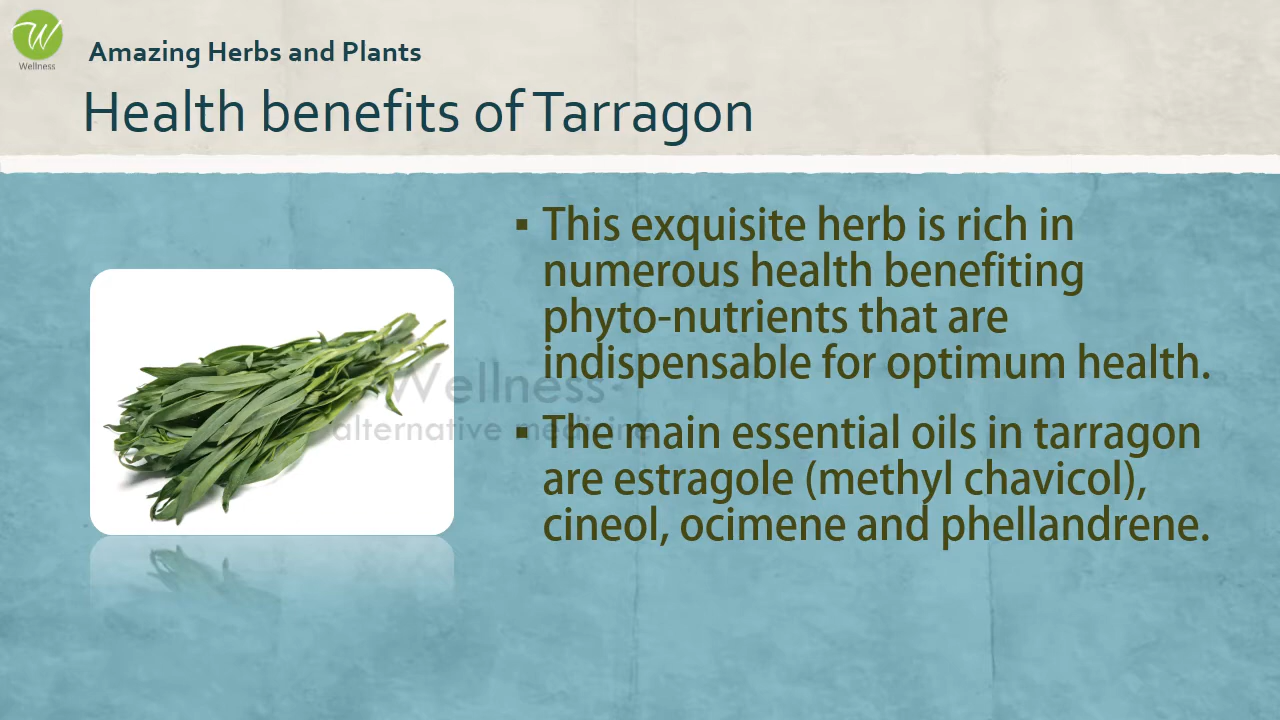 W
Wellness
Amazing Herbs and Plants
Health benefits of Tarragon
▪ This exquisite herb is rich in
numerous health benefiting
phyto-nutrients that are
indispensable for optimum health.
Wellness
alternative medicine
▪ The main essential oils in tarragon
are estragole (methyl chavicol),
cineol, ocimene and phellandrene.